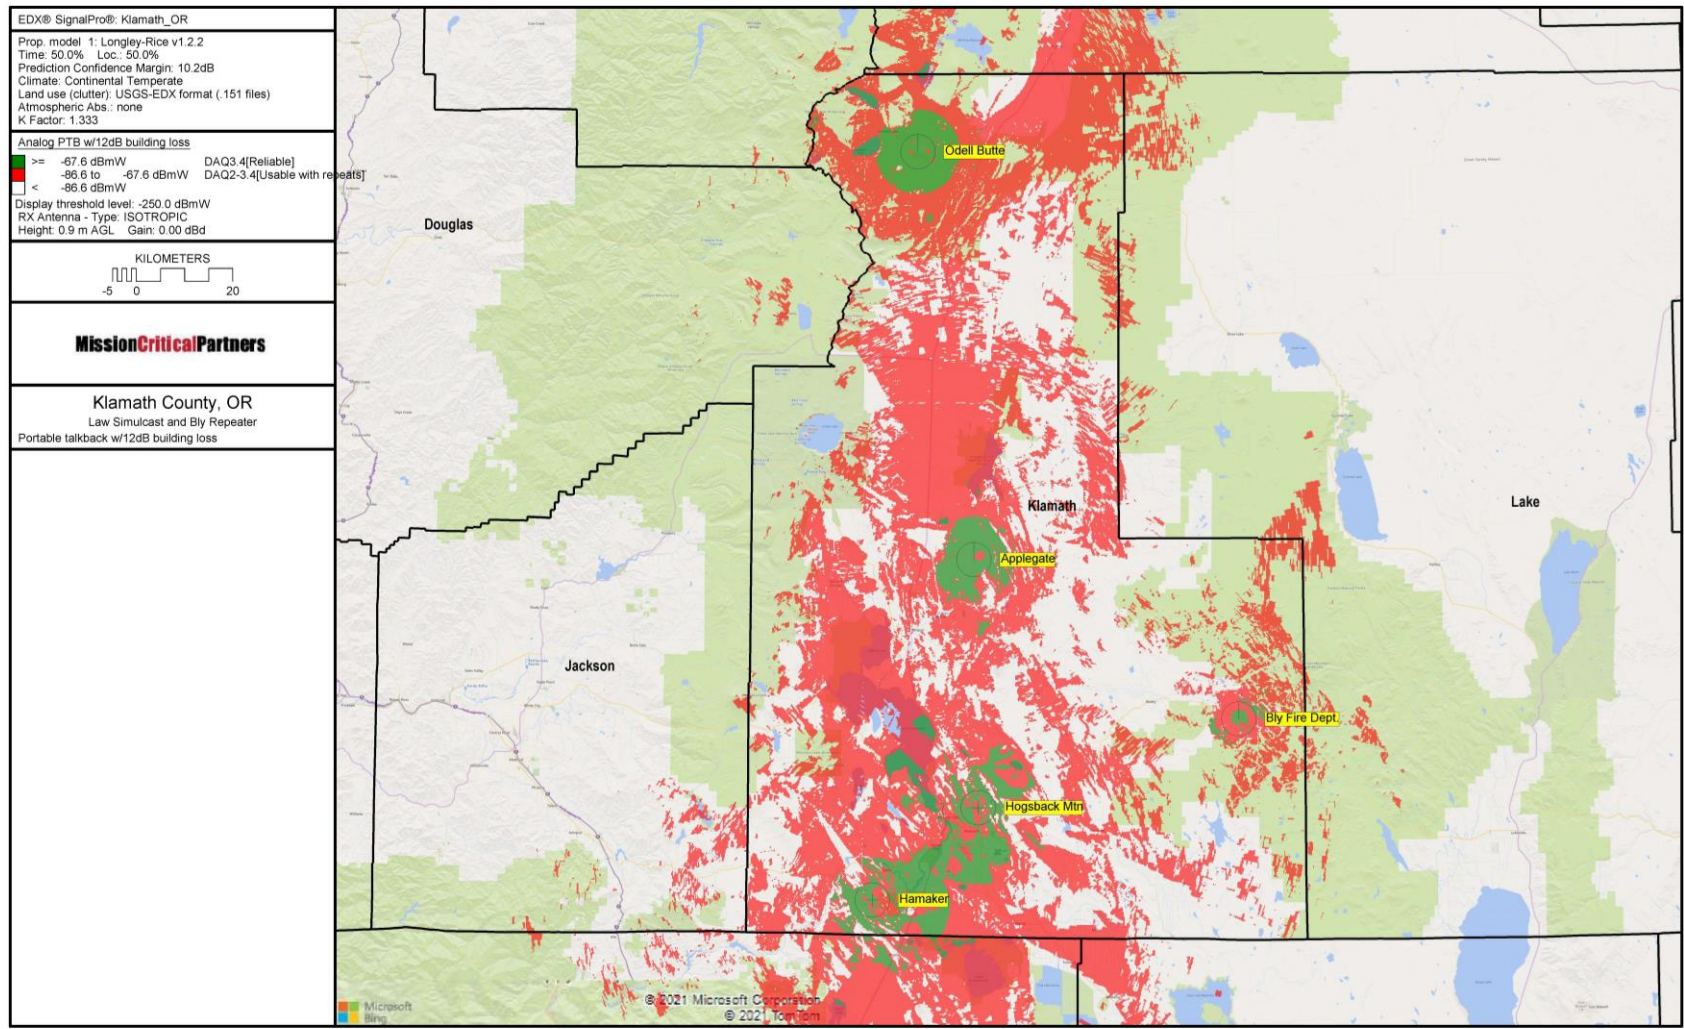 EDX® SignalPro®: Klamath_OR
Prop. model 1: Longley-Rice v1.2.2
Time: 50.0% Loc.: 50.0%
Prediction Confidence Margin: 10.2dB
Climate: Continental Temperate
Land use (clutter): USGS-EDX format (.151 files)
Atmospheric Abs.: none
K Factor: 1.333
Analog PTB w/12dB building loss
>= -67.6 dBmW DAQ3.4[Reliable]
-86.6 to -67.6 dBmW DAQ2-3.4[Usable with repeats]
< -86.6 dBmW
Display threshold level: -250.0 dBmW
RX Antenna - Type: ISOTROPIC
Height: 0.9 m AGL Gain: 0.00 dBd
KILOMETERS
-5 0 20
MissionCriticalPartners
Klamath County, OR
Law Simulcast and Bly Repeater
Portable talkback w/12dB building loss
Odell Butte
Douglas
Klamath
Lake
Applegate
Jackson
Bly Fire Dept.
Hogsback Mtn
Hamaker
Microsoft
Bing
© 2021 Microsoft Corporation
© 2021 TomTom